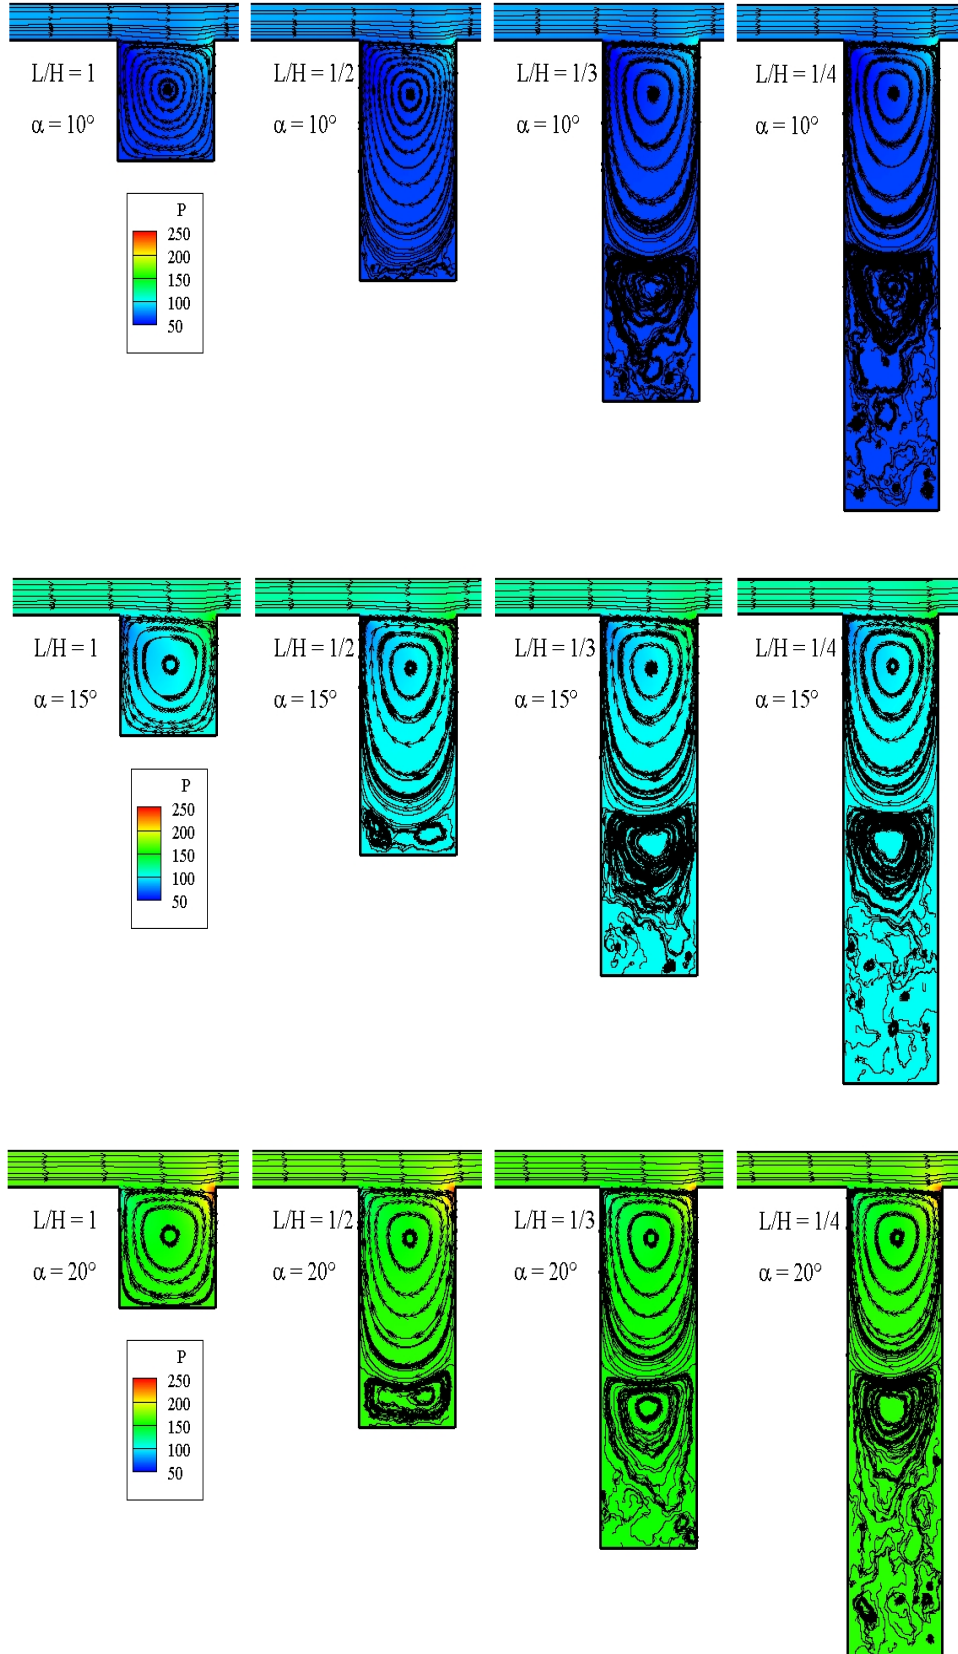 L/H = 1
α = 10°
L/H = 1/2
α = 10°
L/H = 1/3
α = 10°
L/H = 1/4
α = 10°
P
250
200
150
100
50
L/H = 1
α = 15°
L/H = 1/2
α = 15°
L/H = 1/3
α = 15°
L/H = 1/4
α = 15°
P
250
200
150
100
50
L/H = 1
α = 20°
L/H = 1/2
α = 20°
L/H = 1/3
α = 20°
L/H = 1/4
α = 20°
P
250
200
150
100
50